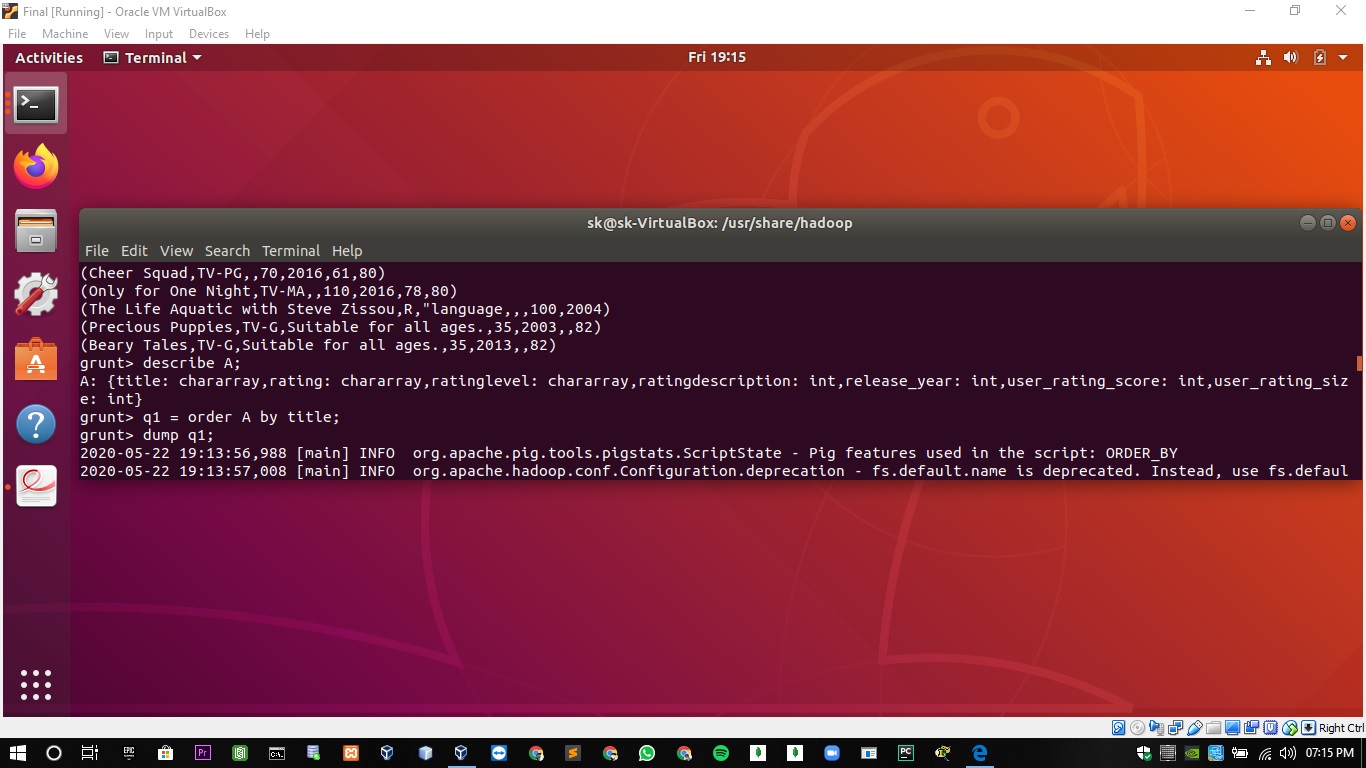 Final [Running] - Oracle VM VirtualBox
File Machine View Input Devices Help
Activities Terminal Fri 19:15
sk@sk-VirtualBox: /usr/share/hadoop
File Edit View Search Terminal Help
(Cheer Squad,TV-PG,,70,2016,61,80)
(Only for One Night,TV-MA,,110,2016,78,80)
(The Life Aquatic with Steve Zissou,R,"language,,,100,2004)
(Precious Puppies,TV-G,Suitable for all ages.,35,2003,,82)
(Beary Tales,TV-G,Suitable for all ages.,35,2013,,82)
grunt> describe A;
A: {title: chararray,rating: chararray,ratinglevel: chararray,ratingdescription: int,release_year: int,user_rating_score: int,user_rating_siz
e: int}
grunt> q1 = order A by title;
grunt> dump q1;
2020-05-22 19:13:56,988 [main] INFO  org.apache.pig.tools.pigstats.ScriptState - Pig features used in the script: ORDER_BY
2020-05-22 19:13:57,008 [main] INFO  org.apache.hadoop.conf.Configuration.deprecation - fs.default.name is deprecated. Instead, use fs.defaul
Right Ctrl
EPIC
Pr
C:\.
PC
07:15 PM